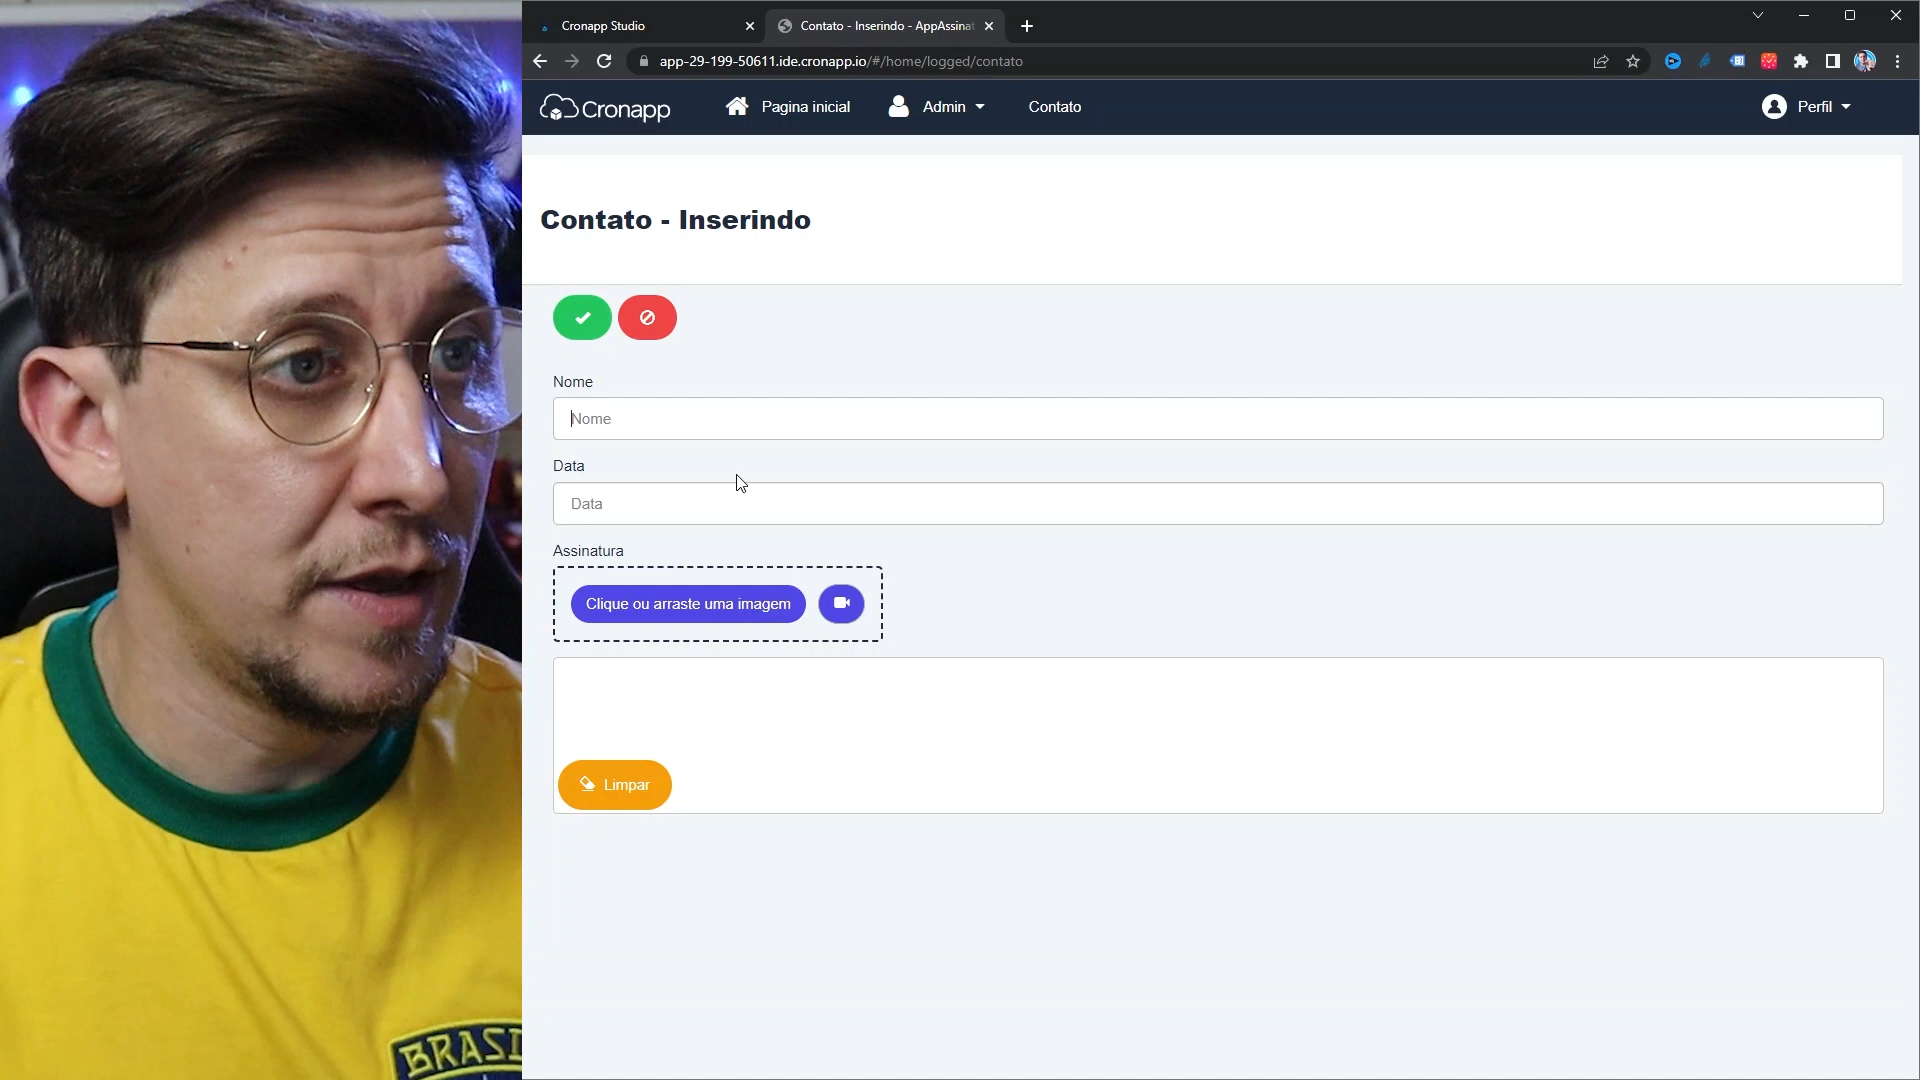 Cronapp Studio
Contato - Inserindo - AppAssinat
app-29-199-50611.ide.cronapp.io/#/home/logged/contato
Cronapp
Pagina inicial
Admin
Contato
Perfil
Contato - Inserindo
Nome
Nome
Data
Data
Assinatura
Clique ou arraste uma imagem
Limpar
BRASI